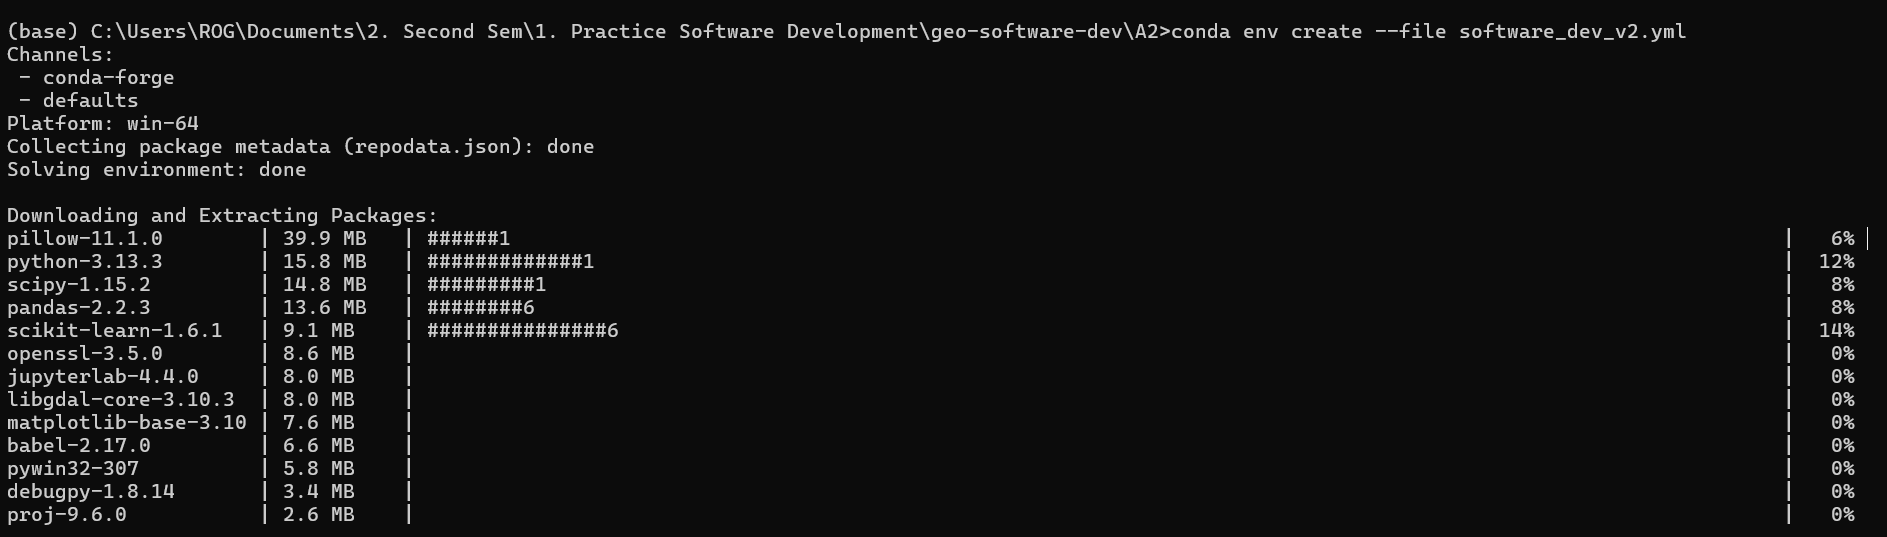 (base) C:\Users\ROG\Documents\2. Second Sem\1. Practice Software Development\geo-software-dev\A2>conda env create --file software_dev_v2.yml
Channels:
 - conda-forge
 - defaults
Platform: win-64
Collecting package metadata (repodata.json): done
Solving environment: done

Downloading and Extracting Packages:
pillow-11.1.0        | 39.9 MB   | ######1 |   6%
python-3.13.3        | 15.8 MB   | #############1 |  12%
scipy-1.15.2         | 14.8 MB   | #########1 |   8%
pandas-2.2.3         | 13.6 MB   | ########6 |   8%
scikit-learn-1.6.1   | 9.1 MB    | ###############6 |  14%
openssl-3.5.0        | 8.6 MB    |  |   0%
jupyterlab-4.4.0     | 8.0 MB    |  |   0%
libgdal-core-3.10.3  | 8.0 MB    |  |   0%
matplotlib-base-3.10 | 7.6 MB    |  |   0%
babel-2.17.0         | 6.6 MB    |  |   0%
pywin32-307          | 5.8 MB    |  |   0%
debugpy-1.8.14       | 3.4 MB    |  |   0%
proj-9.6.0           | 2.6 MB    |  |   0%